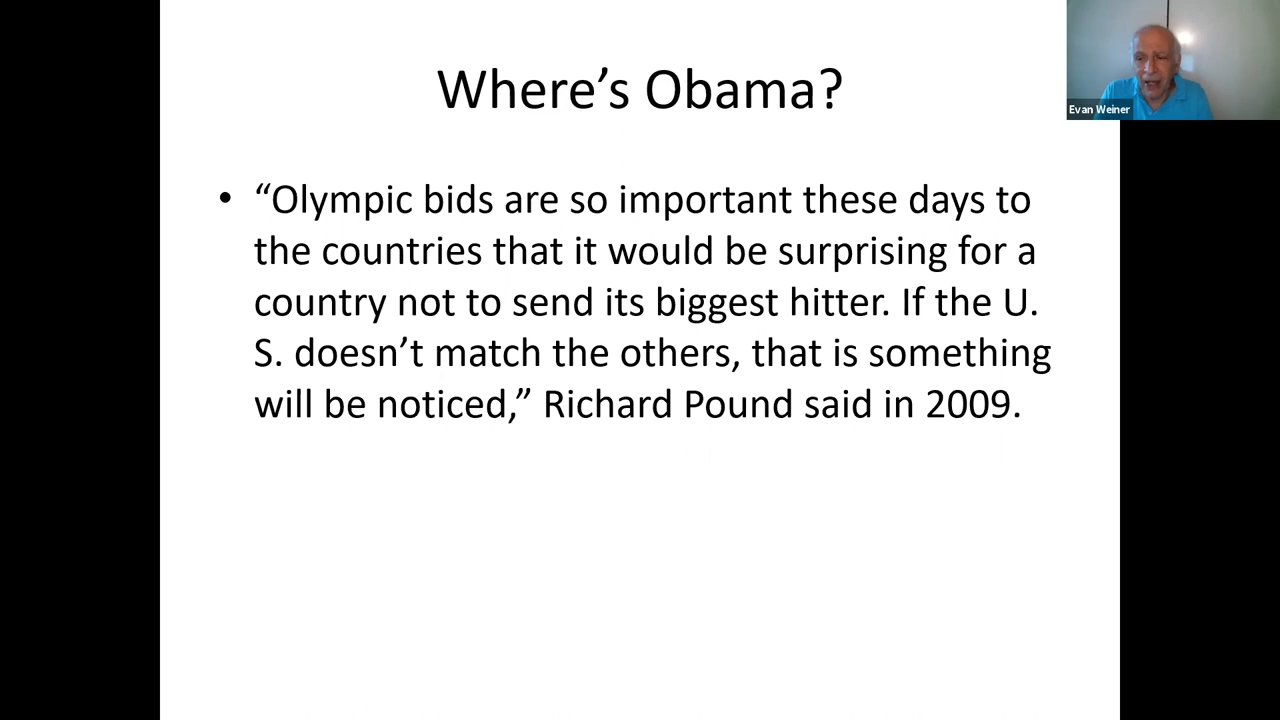 Where’s Obama?
Evan Weiner
• “Olympic bids are so important these days to
the countries that it would be surprising for a
country not to send its biggest hitter. If the U.
S. doesn’t match the others, that is something
will be noticed,” Richard Pound said in 2009.